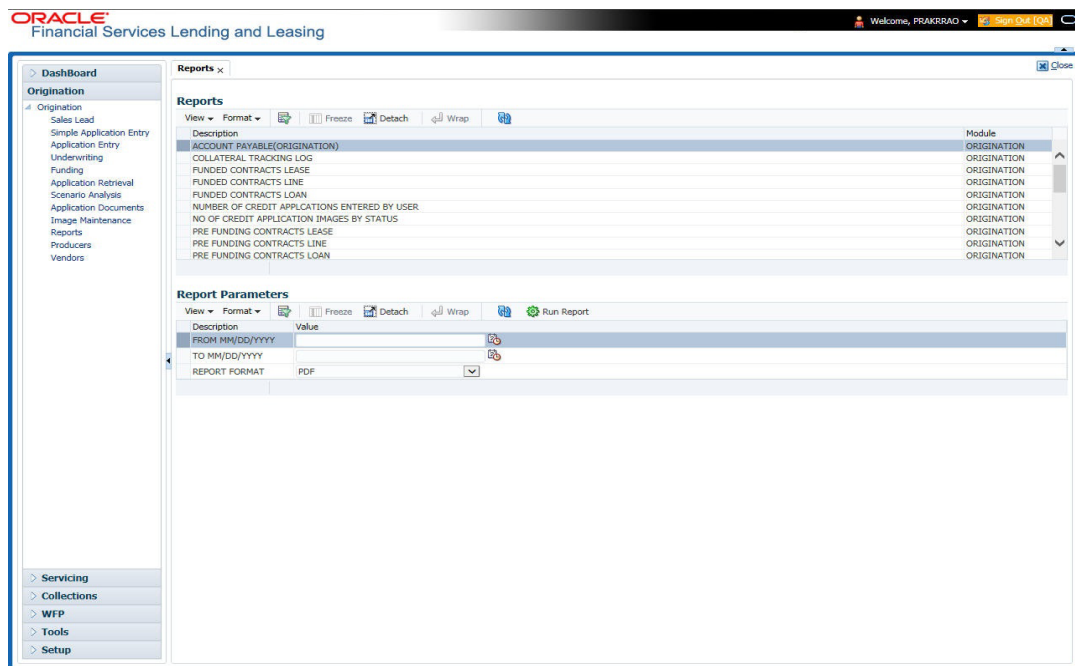 ORACLE
Financial Services Lending and Leasing
Welcome, PRAKRRAO
Sign Out [QA]
DashBoard
Origination
Origination
Sales Lead
Simple Application Entry
Application Entry
Underwriting
Funding
Application Retrieval
Scenario Analysis
Application Documents
Image Maintenance
Reports
Producers
Vendors
Servicing
Collections
WFP
Tools
Setup
Reports
Close
Reports
View Format Freeze Detach Wrap
Description Module
ACCOUNT PAYABLE(ORIGINATION) ORIGINATION
COLLATERAL TRACKING LOG ORIGINATION
FUNDED CONTRACTS LEASE ORIGINATION
FUNDED CONTRACTS LINE ORIGINATION
FUNDED CONTRACTS LOAN ORIGINATION
NUMBER OF CREDIT APPLCATIONS ENTERED BY USER ORIGINATION
NO OF CREDIT APPLICATION IMAGES BY STATUS ORIGINATION
PRE FUNDING CONTRACTS LEASE ORIGINATION
PRE FUNDING CONTRACTS LINE ORIGINATION
PRE FUNDING CONTRACTS LOAN ORIGINATION
Report Parameters
View Format Freeze Detach Wrap Run Report
Description Value
FROM MM/DD/YYYY
TO MM/DD/YYYY
REPORT FORMAT PDF